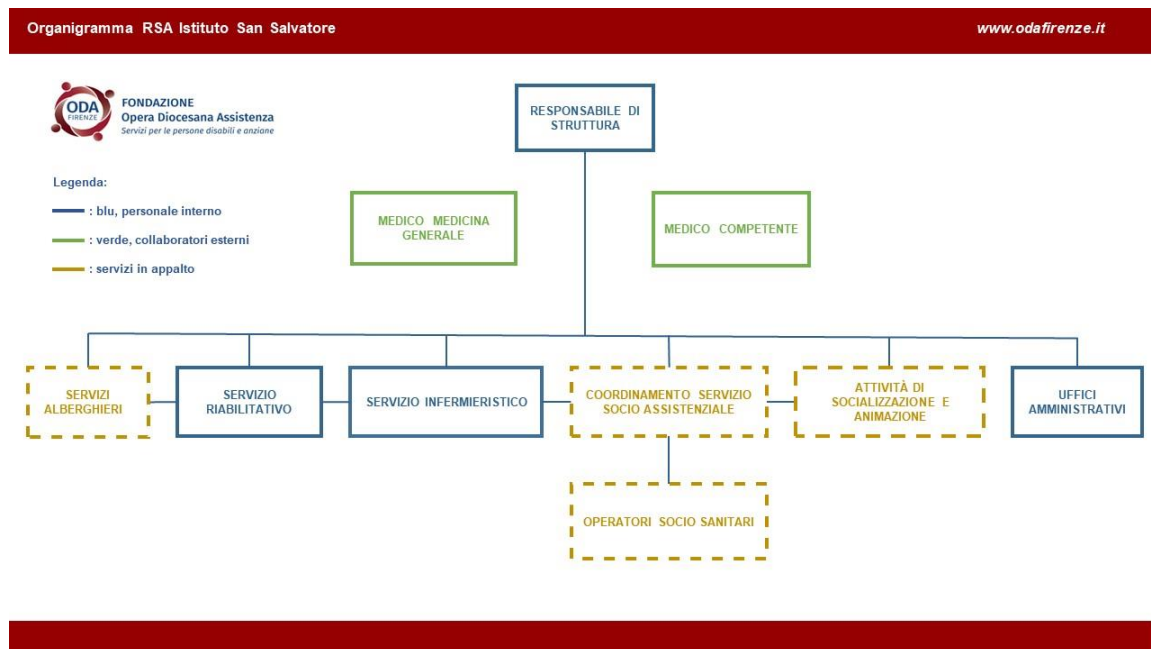 Organigramma RSA Istituto San Salvatore
www.odafirenze.it
ODA
FIRENZE
FONDAZIONE
Opera Diocesana Assistenza
Servizi per le persone disabili e anziane
RESPONSABILE DI
STRUTTURA
Legenda:
: blu, personale interno
: verde, collaboratori esterni
: servizi in appalto
MEDICO MEDICINA
GENERALE
MEDICO COMPETENTE
SERVIZI
ALBERGHIERI
SERVIZIO
RIABILITATIVO
SERVIZIO INFERMIERISTICO
COORDINAMENTO SERVIZIO
SOCIO ASSISTENZIALE
ATTIVITÀ DI
SOCIALIZZAZIONE E
ANIMAZIONE
UFFICI
AMMINISTRATIVI
OPERATORI SOCIO SANITARI